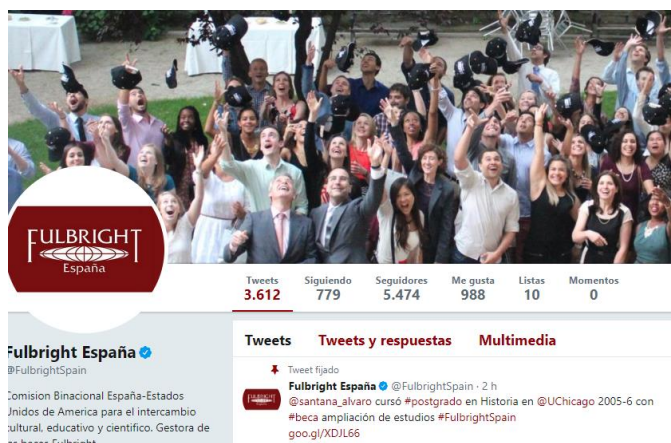 FULBRIGHT
España
Tweets Siguiendo Seguidores Me gusta Listas Momentos
3.612 779 5.474 988 10 0
Fulbright España
@FulbrightSpain
Comision Binacional España-Estados
Unidos de America para el intercambio
cultural, educativo y cientifico. Gestora de
Tweets Tweets y respuestas Multimedia
Tweet fijado
Fulbright España @FulbrightSpain · 2 h
@santana_alvaro cursó #postgrado en Historia en @UChicago 2005-6 con
#beca ampliación de estudios #FulbrightSpain
goo.gl/XDJL66